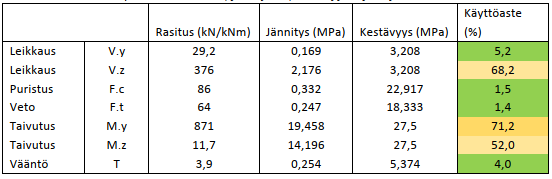 Rasitus (kN/kNm) Jännitys (MPa) Kestävyys (MPa) Käyttöaste (%)
Leikkaus V.y 29,2 0,169 3,208 5,2
Leikkaus V.z 376 2,176 3,208 68,2
Puristus F.c 86 0,332 22,917 1,5
Veto F.t 64 0,247 18,333 1,4
Taivutus M.y 871 19,458 27,5 71,2
Taivutus M.z 11,7 14,196 27,5 52,0
Vääntö T 3,9 0,254 5,374 4,0